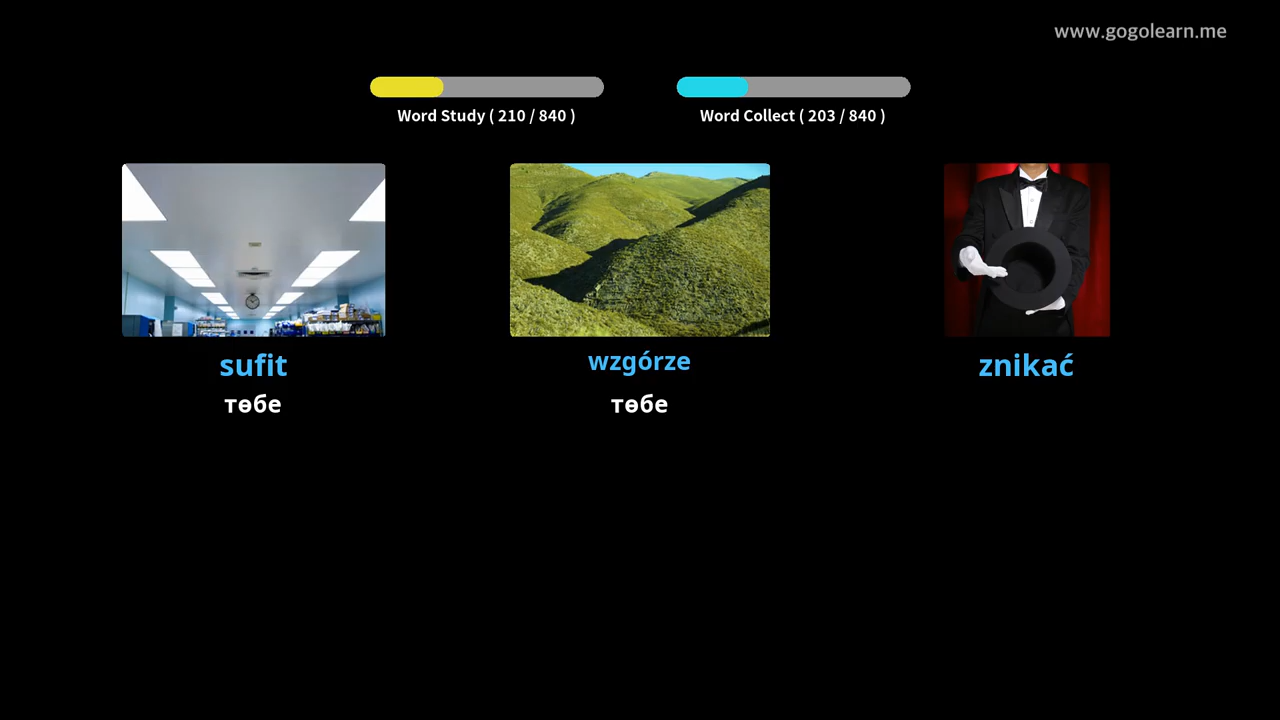 www.gogolearn.me
Word Study ( 210 / 840 )
Word Collect ( 203 / 840 )
sufit
wzgórze
znikać
төбе
төбе